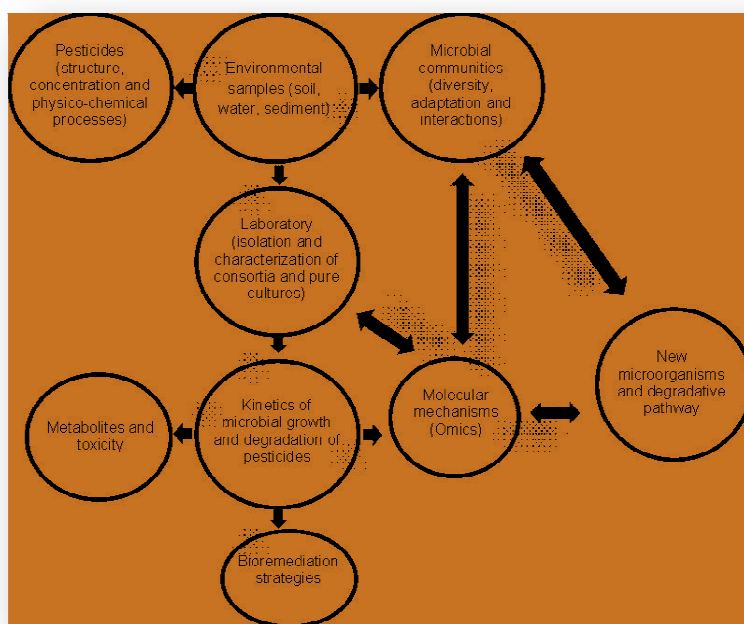 Pesticides
(structure,
concentration and
physico-chemical
processes)
Environmental
samples (soil,
water, sediment)
Microbial
communities
(diversity,
adaptation and
interactions)
Laboratory
(isolation and
characterization of
consortia and pure
cultures)
New
microorganisms
and degradative
pathway
Metabolites and
toxicity
Kinetics of
microbial growth
and degradation of
pesticides
Molocular
mechanisms
(Omics)
Bioremediation
strategies